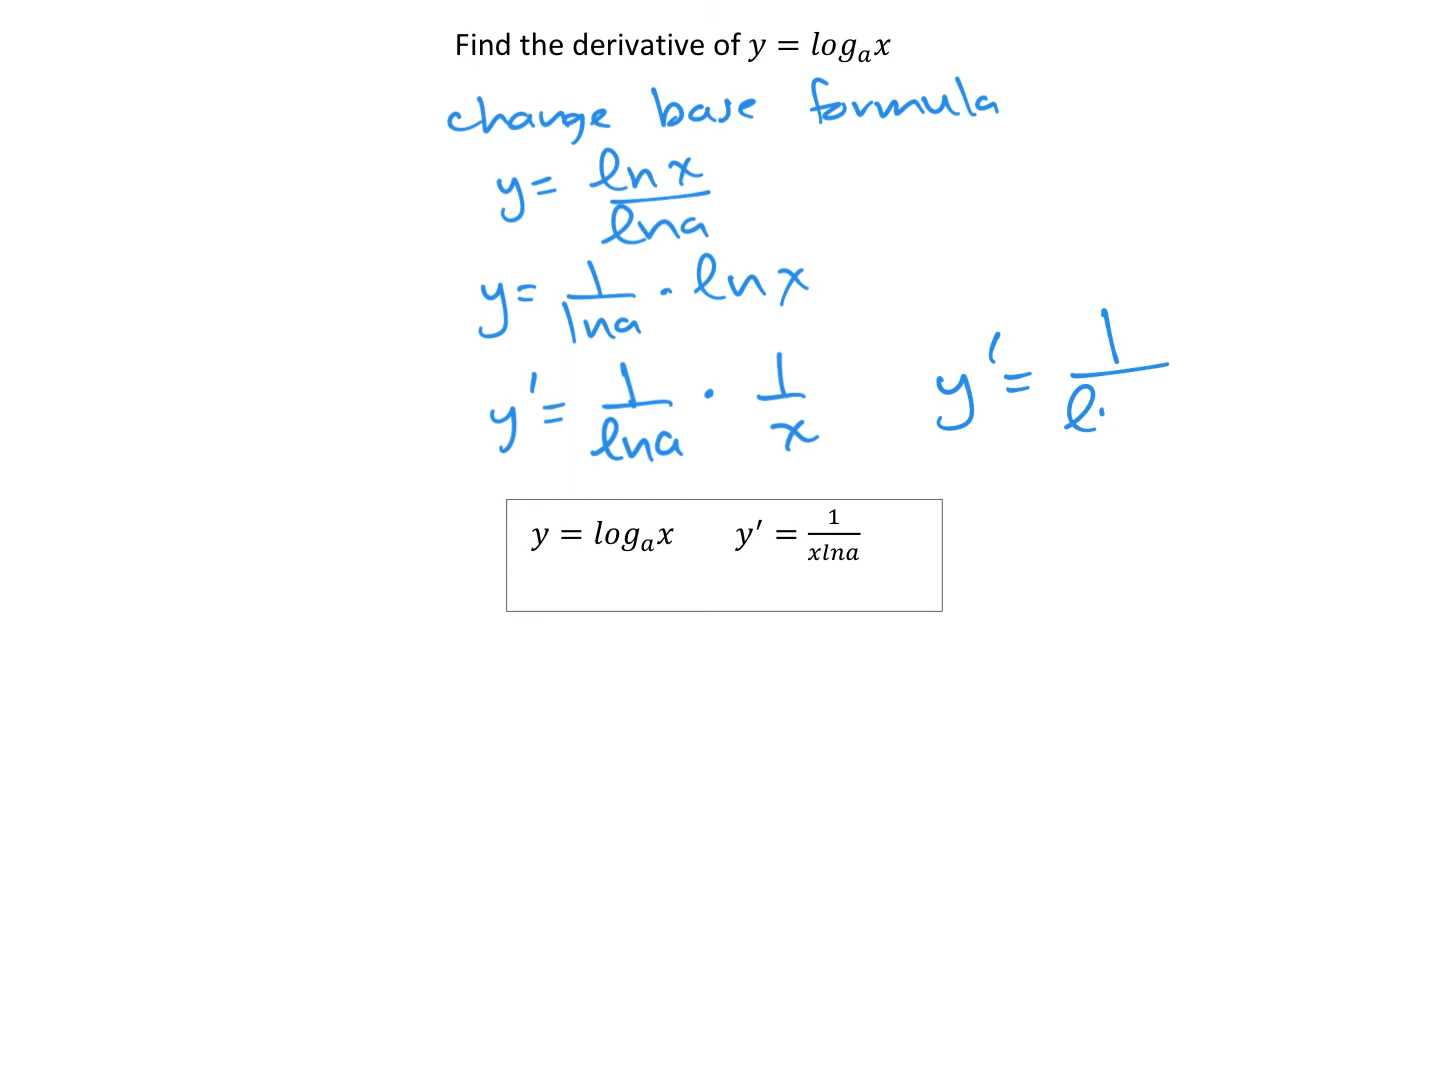 Find the derivative of y = log_a x
change base formula
y = ln x / ln a
y = 1/ln a · ln x
y' = 1/ln a · 1/x
y' = 1/l
y = log_a x y' = 1/xlna